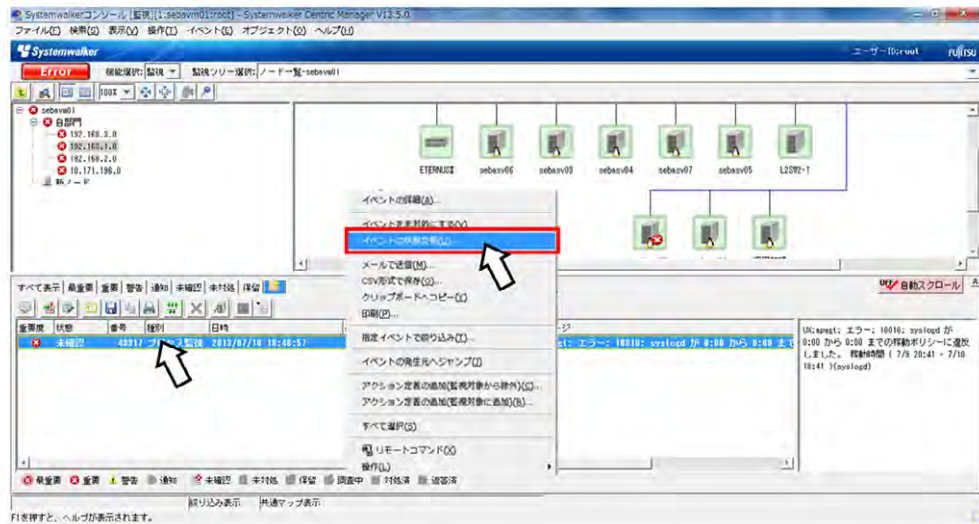 Systemwalkerコンソール [監視][1:sebavm01:root] - Systemwalker Centric Manager V13.5.0
ファイル(F) 検索(S) 表示(V) 操作(T) イベント(E) オブジェクト(O) ヘルプ(H)
Systemwalker
ユーザーID:root
FUJITSU
Error
機能選択: 監視
監視ツリー選択: ノード一覧-sebavm01
100%
sebavm01
自部門
192.168.3.0
192.168.1.0
192.168.2.0
10.171.196.0
新ノード
ETERNUS
sebasv06
sebasv03
sebasv04
sebasv07
sebasv05
L2SW2-1
イベントの詳細(A)...
イベントの状態変更(U)...
メールで送信(M)...
CSV形式で保存(O)...
クリップボードへコピー(Y)
印刷(P)...
指定イベントで絞り込み(T)...
イベントの発生元へジャンプ(J)
アクション定義の追加(監視対象から除外)(C)...
アクション定義の追加(監視対象に追加)(B)...
すべて選択(S)
リモートコマンド(X)
操作(L)
すべて表示 最重要 重要 警告 通知 未確認 未対処 保留
OFF 自動スクロール
重要度 状態 番号 種別 日時
ージ
未確認
監視 2013/07/10 18:46:57
エラー: 10010: syslogd が 0:00 から 0:00 まで
UX:apagt: エラー: 10010: syslogd が
0:00 から 0:00 までの稼動ポリシーに違反
しました。 稼動時間 ( 7/9 20:41 - 7/10
18:41 )(syslogd)
最重要 重要 警告 通知 未確認 未対処 保留 調査中 対処済 返答済
絞り込み表示 共通マップ表示
F1を押すと、ヘルプが表示されます。